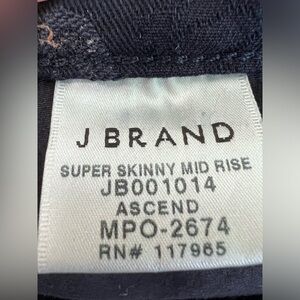 J BRAND
SUPER SKINNY MID RISE
JB001014
ASCEND
MPO-2674
RN# 117965